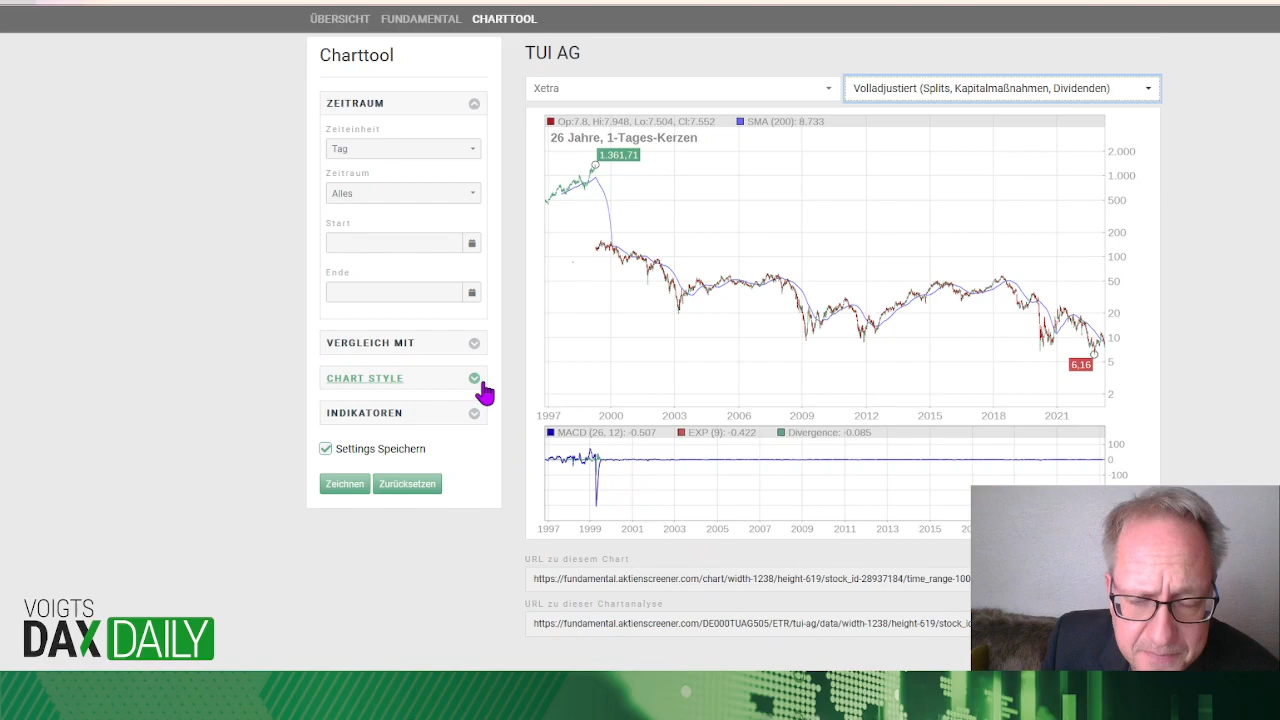 ÜBERSICHT FUNDAMENTAL CHARTTOOL
Charttool
ZEITRAUM
Zeiteinheit
Tag
Zeitraum
Alles
Start
Ende
VERGLEICH MIT
CHART STYLE
INDIKATOREN
Settings Speichern
Zeichnen Zurücksetzen
TUI AG
Xetra
Volladjustiert (Splits, Kapitalmaßnahmen, Dividenden)
Op:7.8, Hi:7,948, Lo:7.504, Cl:7.552 SMA (200): 8.733
26 Jahre, 1-Tages-Kerzen
1.361,71
2.000
1.000
500
200
100
50
20
10
6,16
5
2
1997 2000 2003 2006 2009 2012 2015 2018 2021
MACD (26, 12): -0.507 EXP (9): -0.422 Divergence: -0.085
100
0
-100
1997 1999 2001 2003 2005 2007 2009 2011 2013 2015
URL zu diesem Chart
https://fundamental.aktienscreener.com/chart/width-1238/height-619/stock_id-28937184/time_range-100
URL zu dieser Chartanalyse
https://fundamental.aktienscreener.com/DE000TUAG505/ETR/tui-ag/data/width-1238/height-619/stock_id
VOIGTS
DAX DAILY